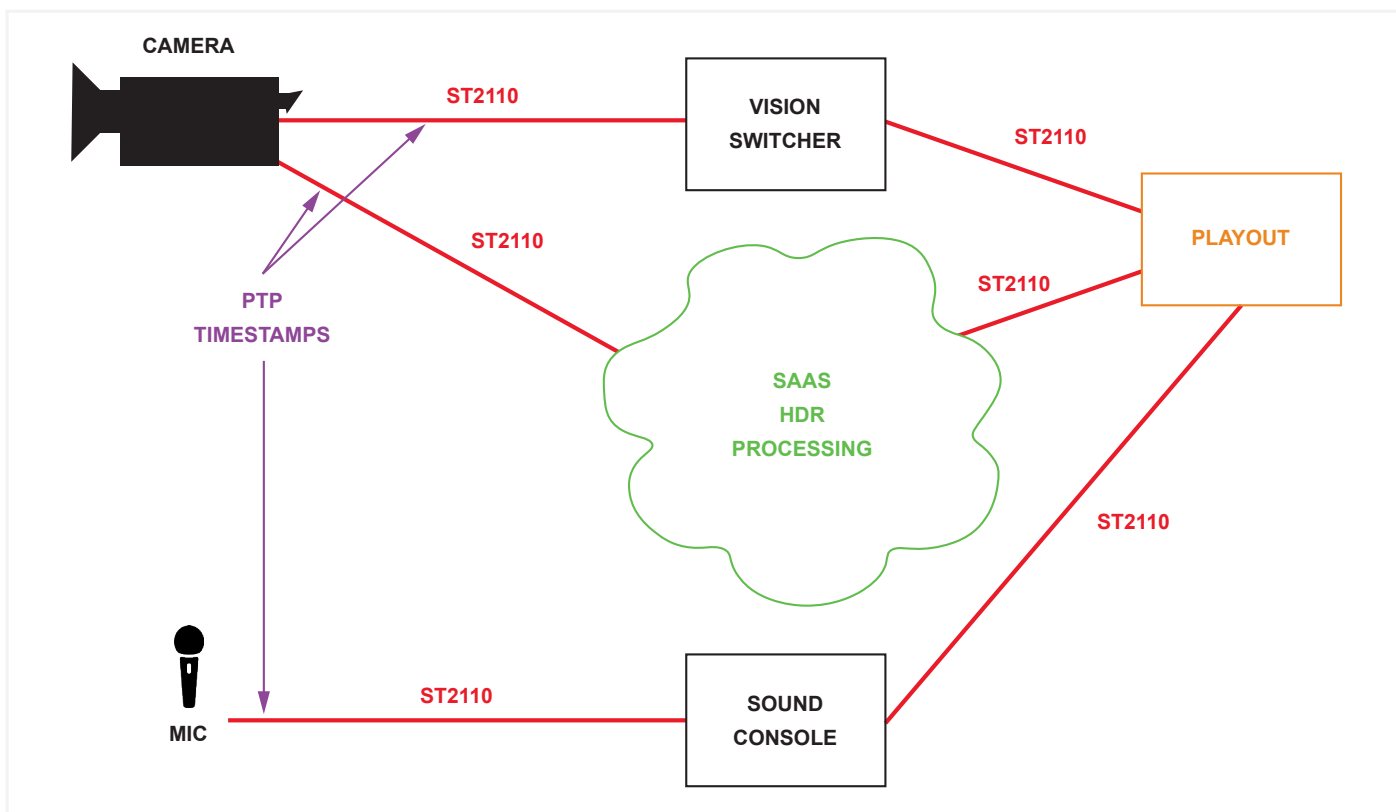 CAMERA
ST2110
VISION
SWITCHER
ST2110
PLAYOUT
ST2110
ST2110
PTP
TIMESTAMPS
SAAS
HDR
PROCESSING
ST2110
MIC
ST2110
SOUND
CONSOLE